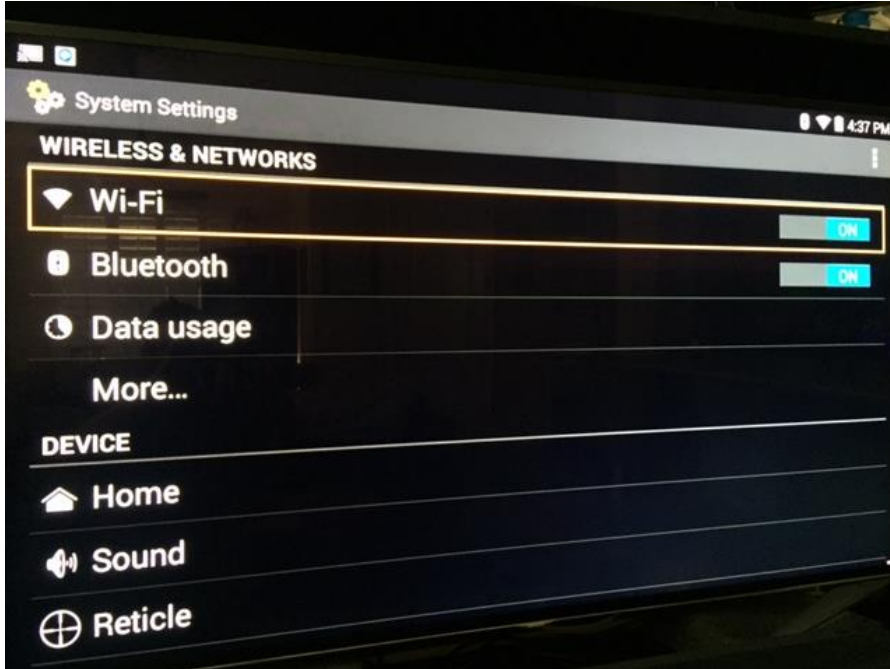 System Settings
4:37 PM
WIRELESS & NETWORKS
Wi-Fi
ON
Bluetooth
ON
Data usage
More...
DEVICE
Home
Sound
Reticle